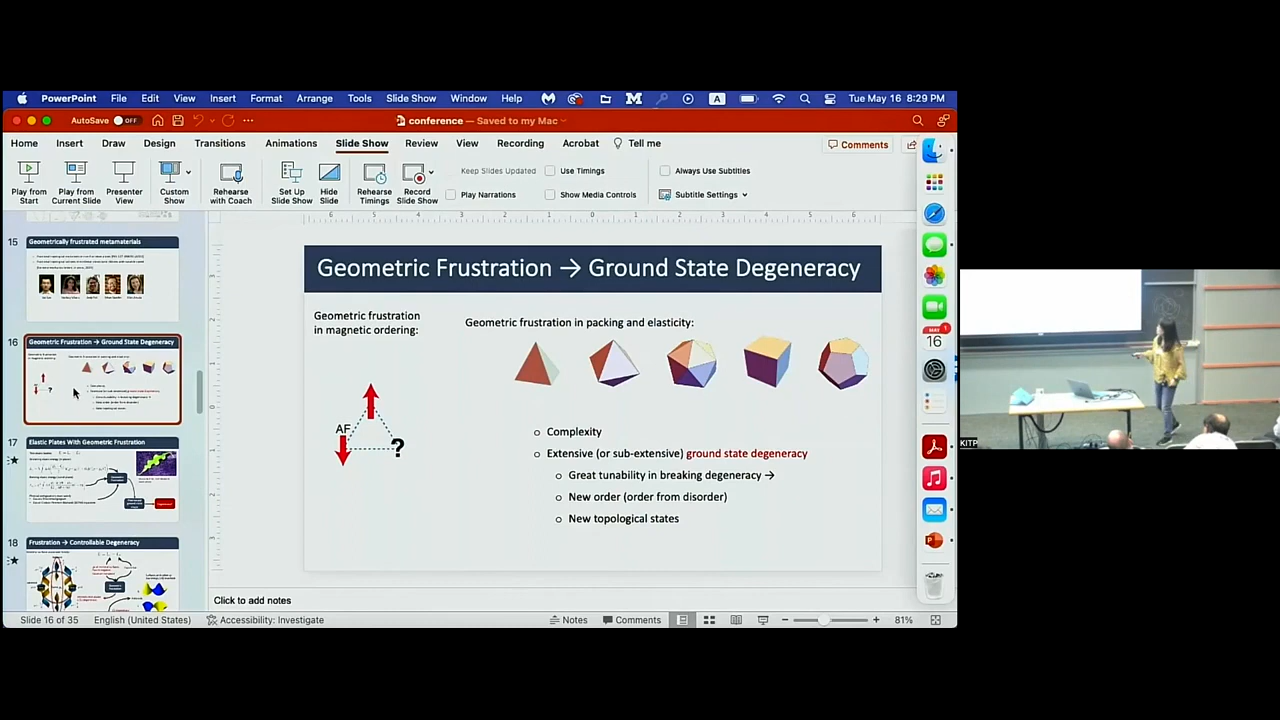 PowerPoint File Edit View Insert Format Arrange Tools Slide Show Window Help A Tue May 16 8:29 PM
AutoSave OFF ... conference — Saved to my Mac
Home Insert Draw Design Transitions Animations Slide Show Review View Recording Acrobat Tell me Comments
Play from Start
Play from Current Slide
Presenter View
Custom Show
Rehearse with Coach
Set Up Slide Show
Hide Slide
Rehearse Timings
Record Slide Show
Keep Slides Updated
Use Timings
Always Use Subtitles
Play Narrations
Show Media Controls
Subtitle Settings
15
Geometrically frustrated metamaterials
16
Geometric Frustration → Ground State Degeneracy
17
Elastic Plates With Geometric Frustration
18
Frustration → Controllable Degeneracy
Geometric Frustration → Ground State Degeneracy
Geometric frustration
in magnetic ordering:
Geometric frustration in packing and elasticity:
AF
?
o Complexity
o Extensive (or sub-extensive) ground state degeneracy
o Great tunability in breaking degeneracy →
o New order (order from disorder)
o New topological states
MAY
16
1
Click to add notes
Slide 16 of 35 English (United States) Accessibility: Investigate Notes Comments 81%
KITP